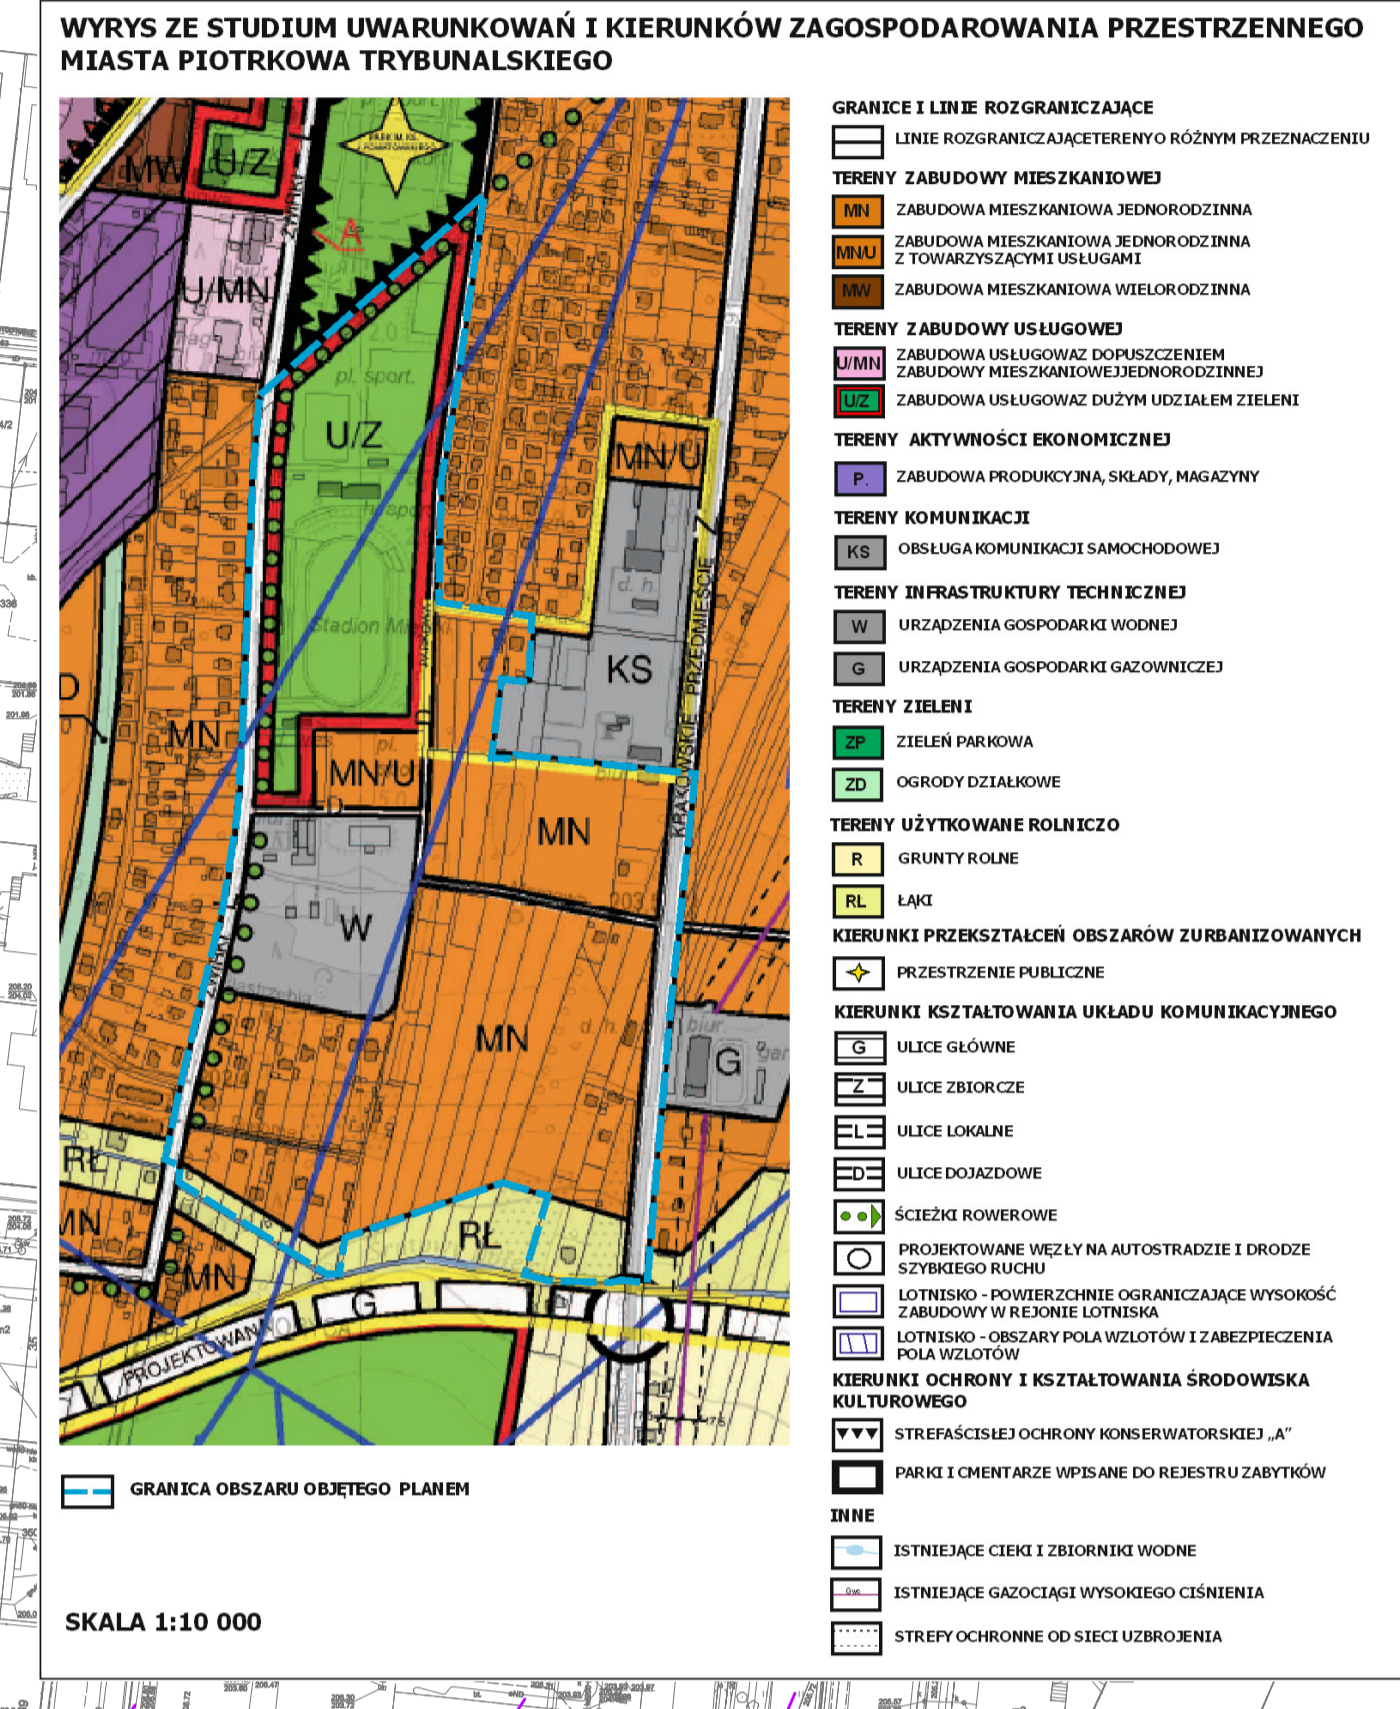 WYRYS ZE STUDIUM UWARUNKOWAŃ I KIERUNKÓW ZAGOSPODAROWANIA PRZESTRZENNEGO
MIASTA PIOTRKOWA TRYBUNALSKIEGO
MW
U/Z
U/MN
A
pl. sport.
U/Z
MN/U
d. h.
Stadion
KS
KRAKOWSKIE PRZEDMIEŚCIE
Z
D
MN
pl.
MN/U
D
biur.
MN
W
MN
d. h.
biur.
G
RŁ
MN
RŁ
MN
G
PROJEKTOWAN
GRANICA OBSZARU OBJĘTEGO PLANEM
SKALA 1:10 000
GRANICE I LINIE ROZGRANICZAJĄCE
LINIE ROZGRANICZAJĄCETERENYO RÓŻNYM PRZEZNACZENIU
TERENY ZABUDOWY MIESZKANIOWEJ
MN ZABUDOWA MIESZKANIOWA JEDNORODZINNA
MN/U ZABUDOWA MIESZKANIOWA JEDNORODZINNA
Z TOWARZYSZĄCYMI USŁUGAMI
MW ZABUDOWA MIESZKANIOWA WIELORODZINNA
TERENY ZABUDOWY USŁUGOWEJ
U/MN ZABUDOWA USŁUGOWAZ DOPUSZCZENIEM
ZABUDOWY MIESZKANIOWEJJEDNORODZINNEJ
U/Z ZABUDOWA USŁUGOWAZ DUŻYM UDZIAŁEM ZIELENI
TERENY AKTYWNOŚCI EKONOMICZNEJ
P. ZABUDOWA PRODUKCYJNA, SKŁADY, MAGAZYNY
TERENY KOMUNIKACJI
KS OBSŁUGA KOMUNIKACJI SAMOCHODOWEJ
TERENY INFRASTRUKTURY TECHNICZNEJ
W URZĄDZENIA GOSPODARKI WODNEJ
G URZĄDZENIA GOSPODARKI GAZOWNICZEJ
TERENY ZIELENI
ZP ZIELEŃ PARKOWA
ZD OGRODY DZIAŁKOWE
TERENY UŻYTKOWANE ROLNICZO
R GRUNTY ROLNE
RL ŁĄKI
KIERUNKI PRZEKSZTAŁCEŃ OBSZARÓW ZURBANIZOWANYCH
PRZESTRZENIE PUBLICZNE
KIERUNKI KSZTAŁTOWANIA UKŁADU KOMUNIKACYJNEGO
G ULICE GŁÓWNE
Z ULICE ZBIORCZE
L ULICE LOKALNE
D ULICE DOJAZDOWE
ŚCIEŻKI ROWEROWE
PROJEKTOWANE WĘZŁY NA AUTOSTRADZIE I DRODZE
SZYBKIEGO RUCHU
LOTNISKO - POWIERZCHNIE OGRANICZAJĄCE WYSOKOŚĆ
ZABUDOWY W REJONIE LOTNISKA
LOTNISKO - OBSZARY POLA WZLOTÓW I ZABEZPIECZENIA
POLA WZLOTÓW
KIERUNKI OCHRONY I KSZTAŁTOWANIA ŚRODOWISKA
KULTUROWEGO
STREFAŚCISŁEJ OCHRONY KONSERWATORSKIEJ „A”
PARKI I CMENTARZE WPISANE DO REJESTRU ZABYTKÓW
INNE
ISTNIEJĄCE CIEKI I ZBIORNIKI WODNE
ISTNIEJĄCE GAZOCIĄGI WYSOKIEGO CIŚNIENIA
STREFY OCHRONNE OD SIECI UZBROJENIA